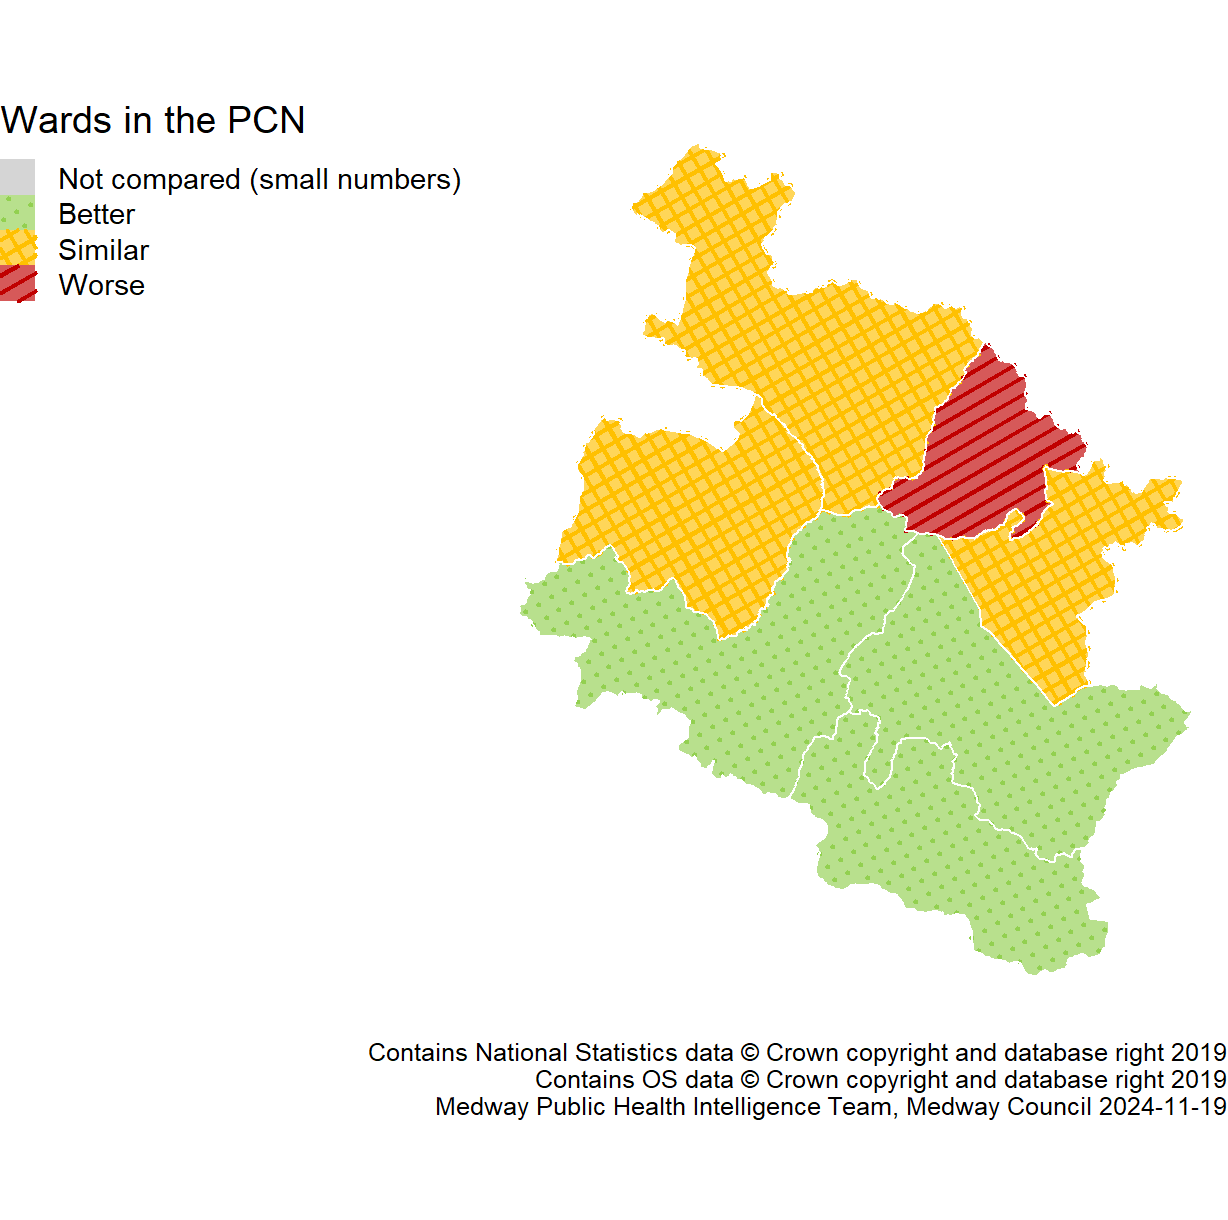 Wards in the PCN
Not compared (small numbers)
Better
Similar
Worse
Contains National Statistics data © Crown copyright and database right 2019
Contains OS data © Crown copyright and database right 2019
Medway Public Health Intelligence Team, Medway Council 2024-11-19